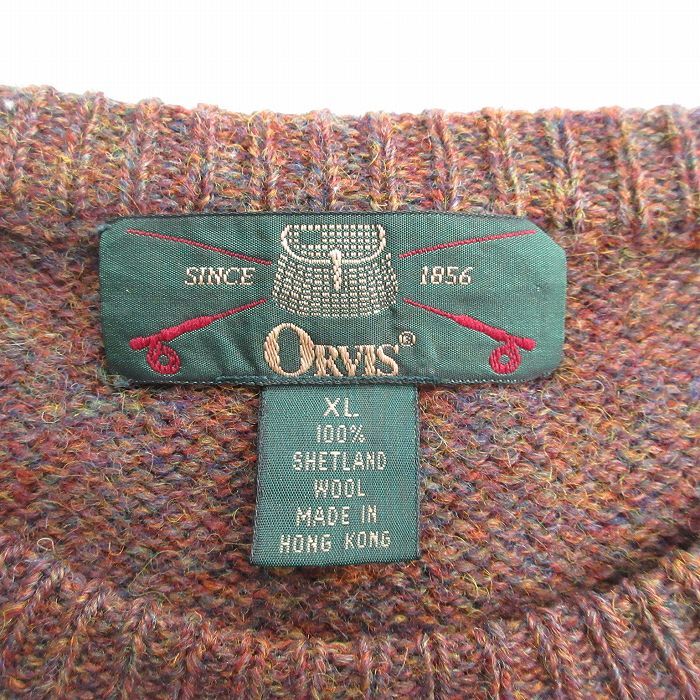 SINCE 1856
ORVIS®
XL
100%
SHETLAND
WOOL
MADE IN
HONG KONG